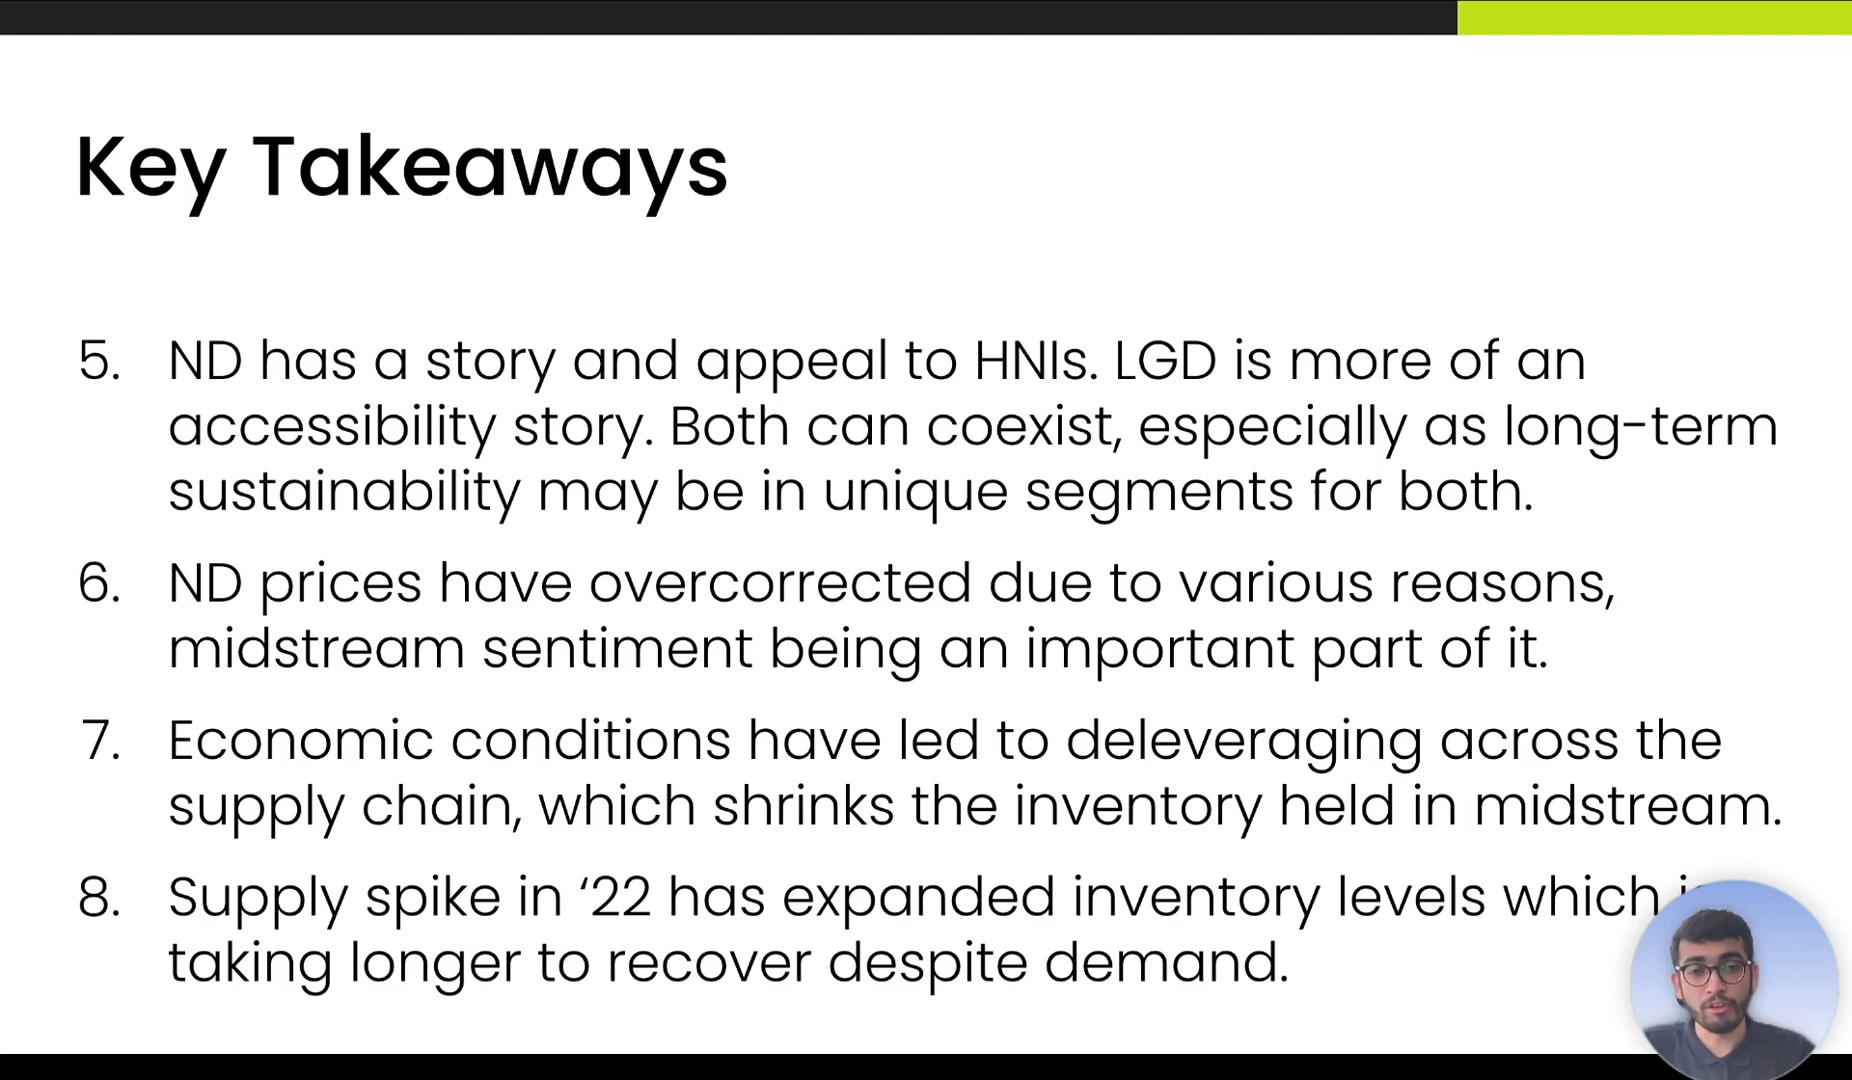 Key Takeaways
5. ND has a story and appeal to HNIs. LGD is more of an
accessibility story. Both can coexist, especially as long-term
sustainability may be in unique segments for both.
6. ND prices have overcorrected due to various reasons,
midstream sentiment being an important part of it.
7. Economic conditions have led to deleveraging across the
supply chain, which shrinks the inventory held in midstream.
8. Supply spike in ‘22 has expanded inventory levels which
taking longer to recover despite demand.